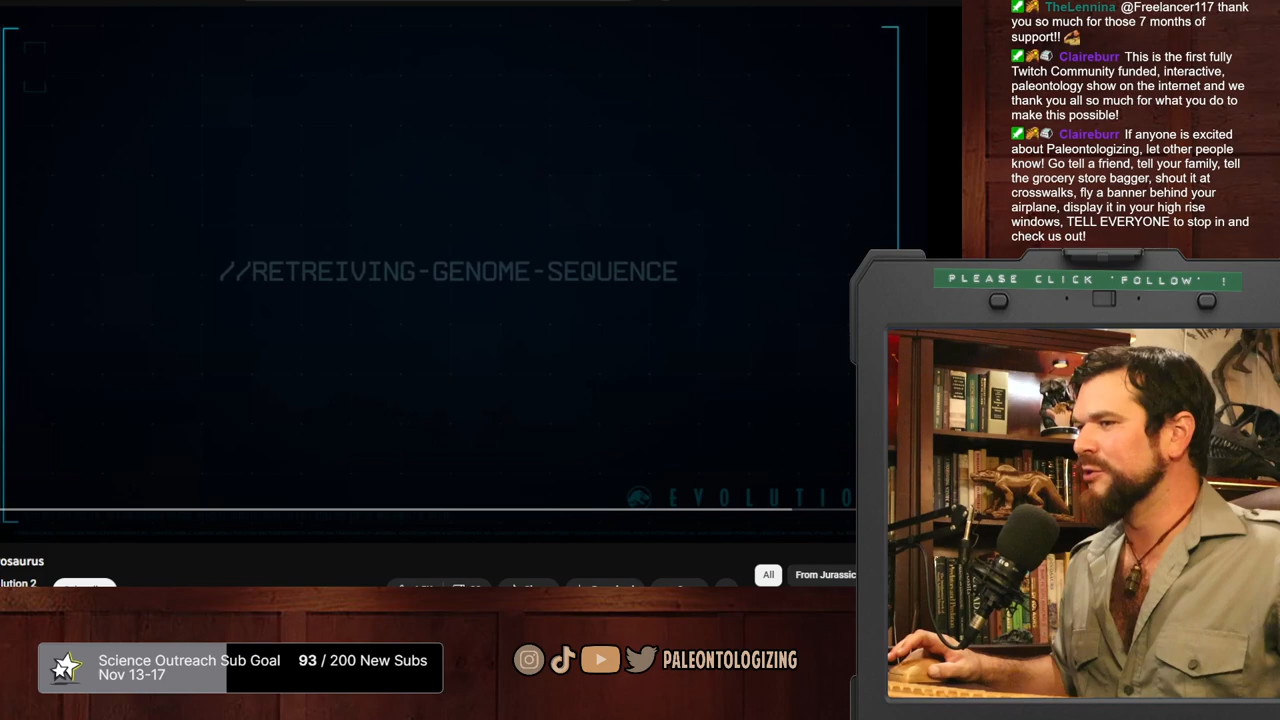 TheLennina @Freelancer117 thank
you so much for those 7 months of
support!!
Claireburr This is the first fully
Twitch Community funded, interactive,
paleontology show on the internet and we
thank you all so much for what you do to
make this possible!
Claireburr If anyone is excited
about Paleontologizing, let other people
know! Go tell a friend, tell your family, tell
the grocery store bagger, shout it at
crosswalks, fly a banner behind your
airplane, display it in your high rise
windows, TELL EVERYONE to stop in and
check us out!
PLEASE CLICK "FOLLOW" !
//RETREIVING-GENOME-SEQUENCE
EVOLUTIO
osaurus
lution 2
All
From Jurassic
Science Outreach Sub Goal 93 / 200 New Subs
Nov 13-17
PALEONTOLOGIZING